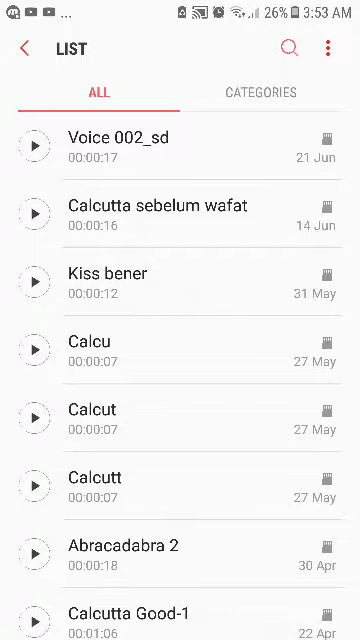 ... 26% 3:53 AM
LIST
ALL CATEGORIES
Voice 002_sd
00:00:17 21 Jun
Calcutta sebelum wafat
00:00:16 14 Jun
Kiss bener
00:00:12 31 May
Calcu
00:00:07 27 May
Calcut
00:00:07 27 May
Calcutt
00:00:07 27 May
Abracadabra 2
00:00:18 30 Apr
Calcutta Good-1
00:01:06 22 Apr